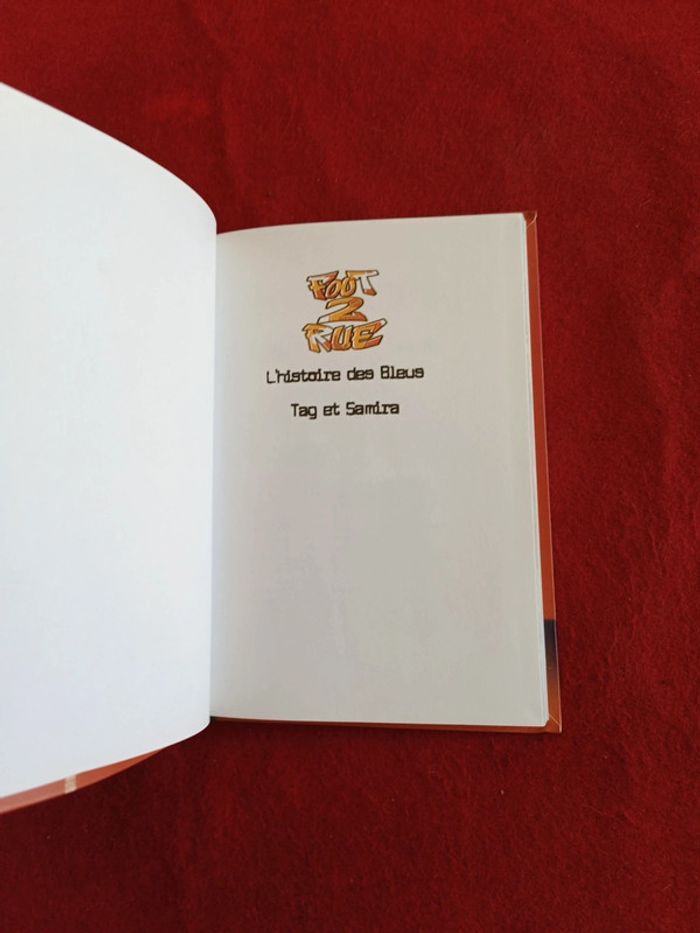 FOOT
2
RUE
L'histoire des Bleus
Tag et Samira